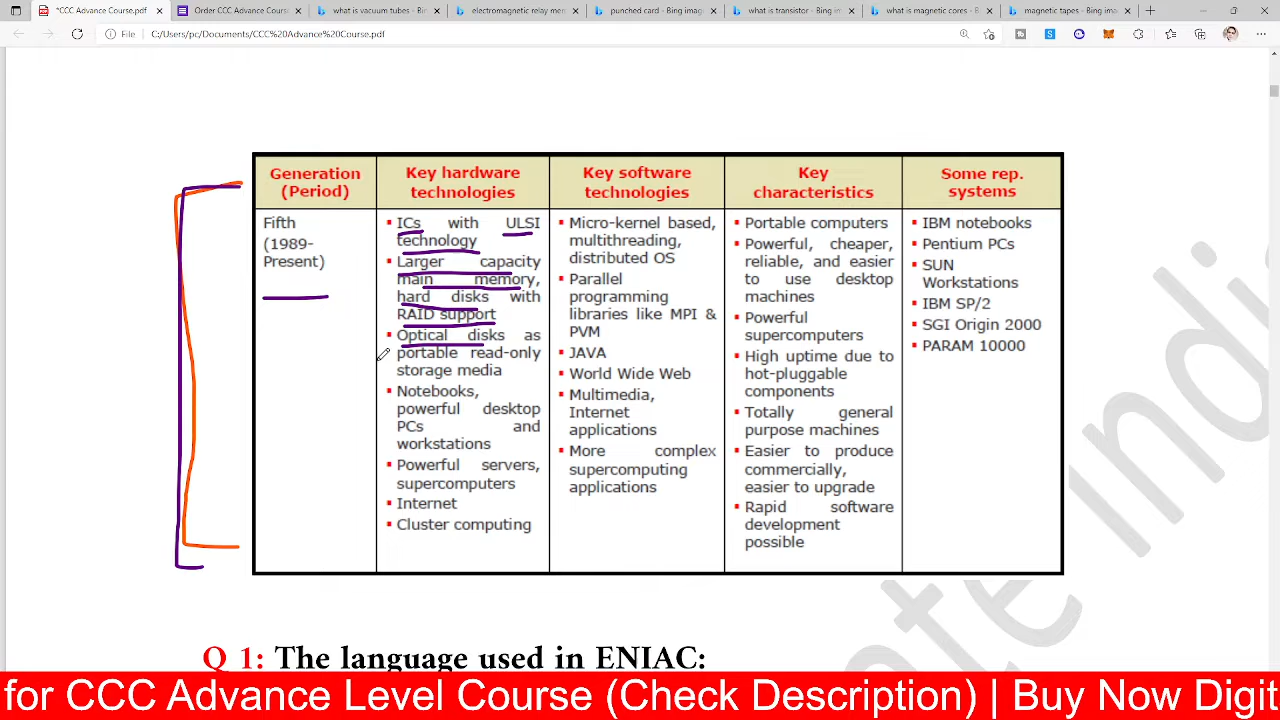 *CCC Advance Course.pdf
Order CCC Advance Cours
what is vacuum tubes - Bin
electromagnetic relay mem
punched card - Bing image
what is transistor - Bing im
what is magnetic cores - B
magnetic tapes - Bing ima
File
C:/Users/pc/Documents/CCC%20Advance%20Course.pdf
Generation
(Period)
Key hardware
technologies
Key software
technologies
Key
characteristics
Some rep.
systems
Fifth
(1989-
Present)
ICs with ULSI
technology
Larger capacity
main memory,
hard disks with
RAID support
Optical disks as
portable read-only
storage media
Notebooks,
powerful desktop
PCs and
workstations
Powerful servers,
supercomputers
Internet
Cluster computing
Micro-kernel based,
multithreading,
distributed OS
Parallel
programming
libraries like MPI &
PVM
JAVA
World Wide Web
Multimedia,
Internet
applications
More complex
supercomputing
applications
Portable computers
Powerful, cheaper,
reliable, and easier
to use desktop
machines
Powerful
supercomputers
High uptime due to
hot-pluggable
components
Totally general
purpose machines
Easier to produce
commercially,
easier to upgrade
Rapid software
development
possible
IBM notebooks
Pentium PCs
SUN
Workstations
IBM SP/2
SGI Origin 2000
PARAM 10000
Q 1: The language used in ENIAC:
for CCC Advance Level Course (Check Description) | Buy Now Digit